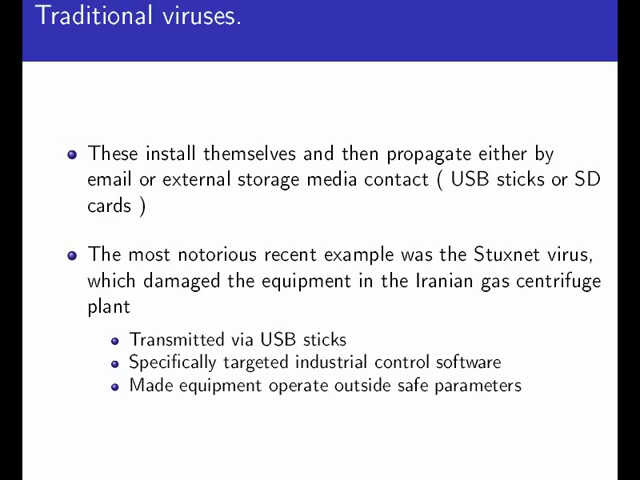 Traditional viruses.
These install themselves and then propagate either by
email or external storage media contact ( USB sticks or SD
cards )
The most notorious recent example was the Stuxnet virus,
which damaged the equipment in the Iranian gas centrifuge
plant
Transmitted via USB sticks
Specifically targeted industrial control software
Made equipment operate outside safe parameters